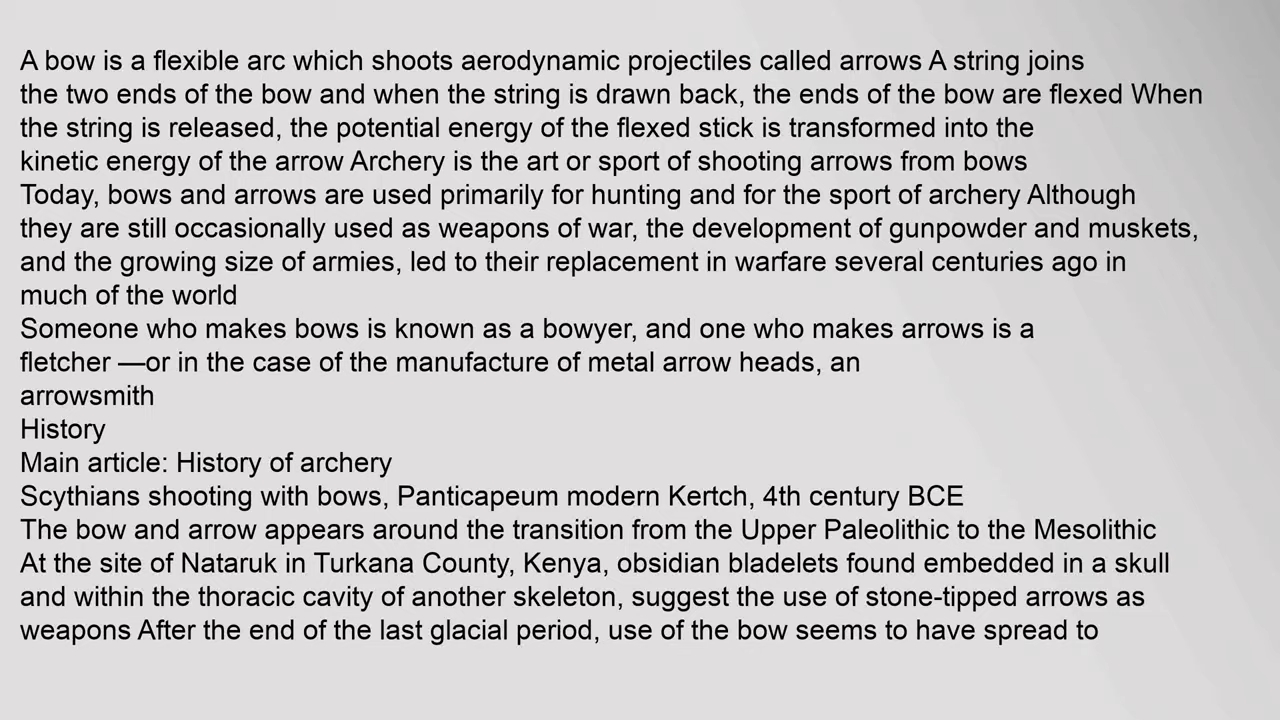 A bow is a flexible arc which shoots aerodynamic projectiles called arrows A string joins
the two ends of the bow and when the string is drawn back, the ends of the bow are flexed When
the string is released, the potential energy of the flexed stick is transformed into the
kinetic energy of the arrow Archery is the art or sport of shooting arrows from bows
Today, bows and arrows are used primarily for hunting and for the sport of archery Although
they are still occasionally used as weapons of war, the development of gunpowder and muskets,
and the growing size of armies, led to their replacement in warfare several centuries ago in
much of the world
Someone who makes bows is known as a bowyer, and one who makes arrows is a
fletcher —or in the case of the manufacture of metal arrow heads, an
arrowsmith
History
Main article: History of archery
Scythians shooting with bows, Panticapeum modern Kertch, 4th century BCE
The bow and arrow appears around the transition from the Upper Paleolithic to the Mesolithic
At the site of Nataruk in Turkana County, Kenya, obsidian bladelets found embedded in a skull
and within the thoracic cavity of another skeleton, suggest the use of stone-tipped arrows as
weapons After the end of the last glacial period, use of the bow seems to have spread to